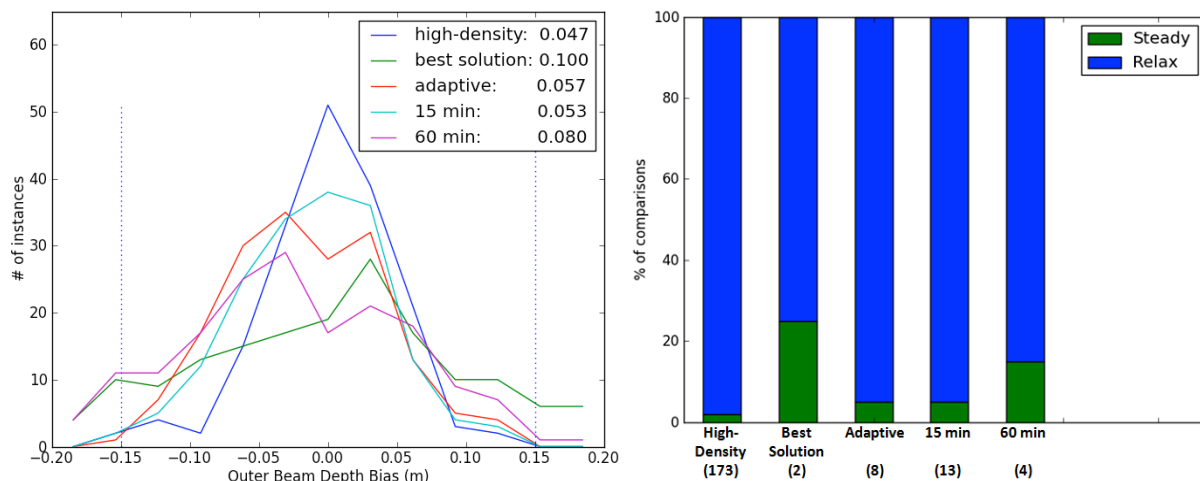 60
50
40
30
20
10
0
# of instances
high-density: 0.047
best solution: 0.100
adaptive: 0.057
15 min: 0.053
60 min: 0.080
−0.20 −0.15 −0.10 −0.05 0.00 0.05 0.10 0.15 0.20
Outer Beam Depth Bias (m)
100
80
60
40
20
0
% of comparisons
Steady
Relax
High- Best Adaptive 15 min 60 min
Density Solution
(173) (2) (8) (13) (4)